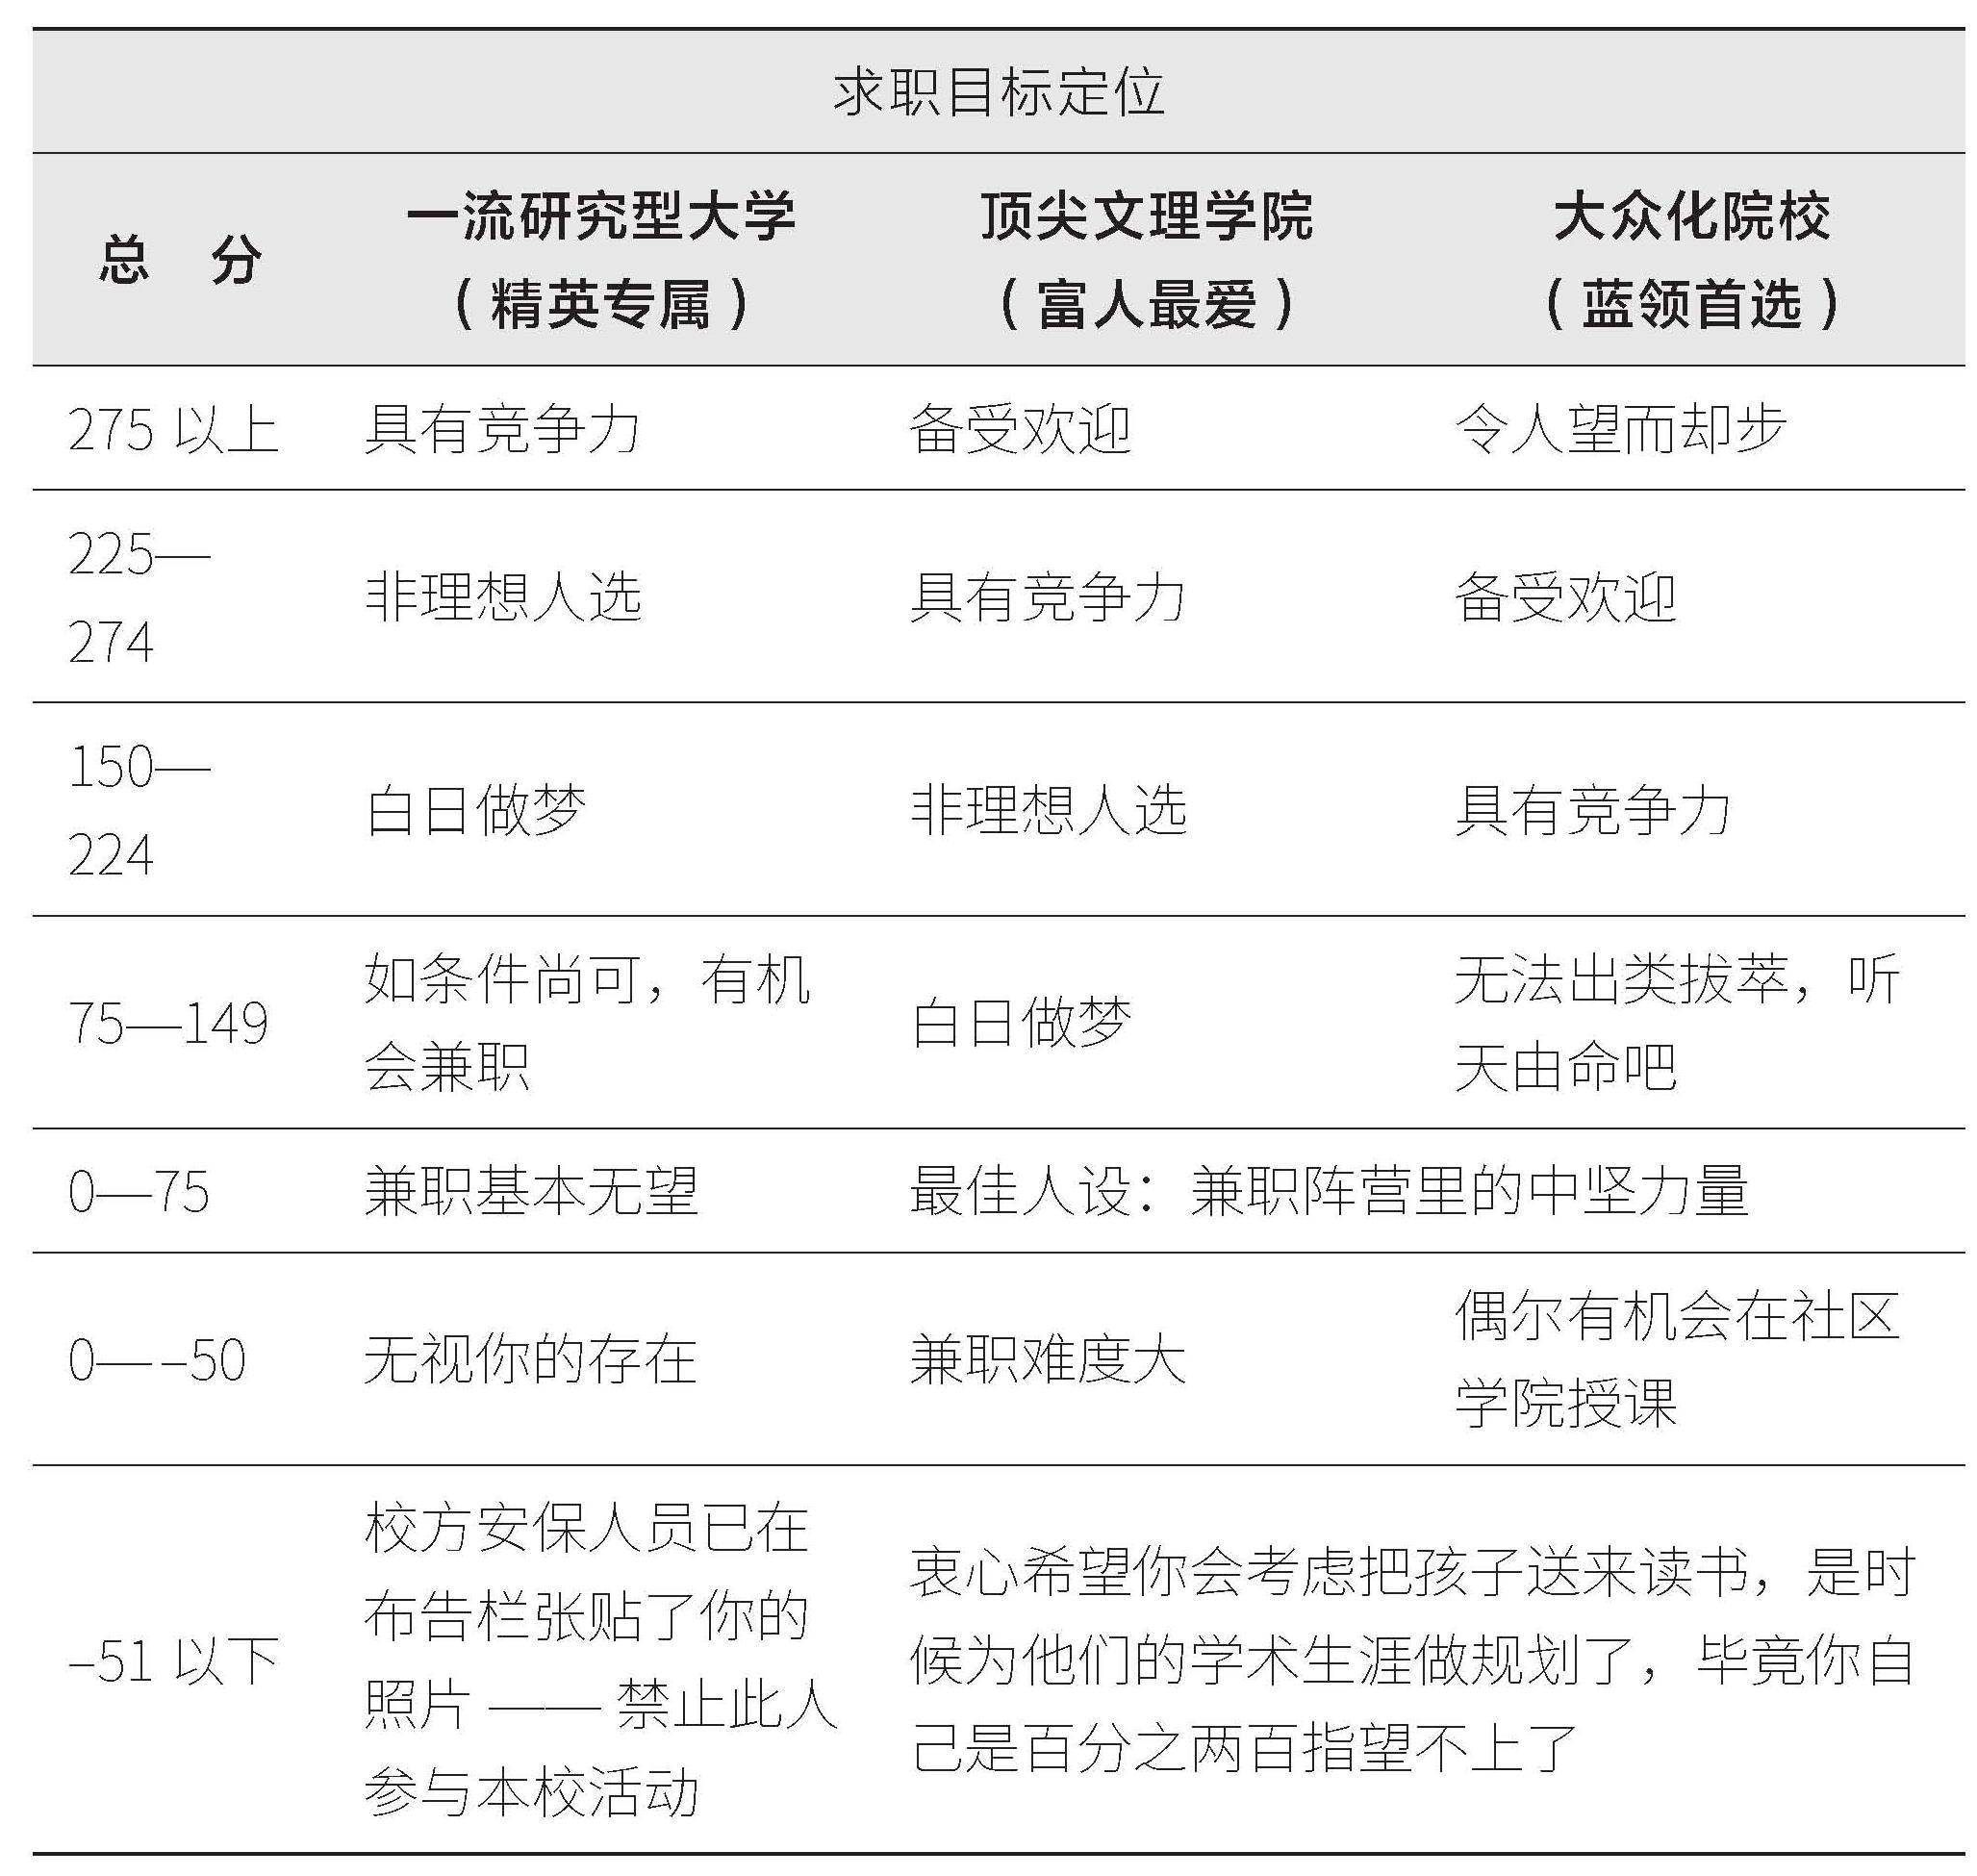 求职目标定位
总 分
一流研究型大学
（精英专属）
顶尖文理学院
（富人最爱）
大众化院校
（蓝领首选）
275 以上
具有竞争力
备受欢迎
令人望而却步
225—
274
非理想人选
具有竞争力
备受欢迎
150—
224
白日做梦
非理想人选
具有竞争力
75—149
如条件尚可，有机
会兼职
白日做梦
无法出类拔萃，听
天由命吧
0—75
兼职基本无望
最佳人设：兼职阵营里的中坚力量
0— –50
无视你的存在
兼职难度大
偶尔有机会在社区
学院授课
–51 以下
校方安保人员已在
布告栏张贴了你的
照片 —— 禁止此人
参与本校活动
衷心希望你会考虑把孩子送来读书，是时
候为他们的学术生涯做规划了，毕竟你自
己是百分之两百指望不上了